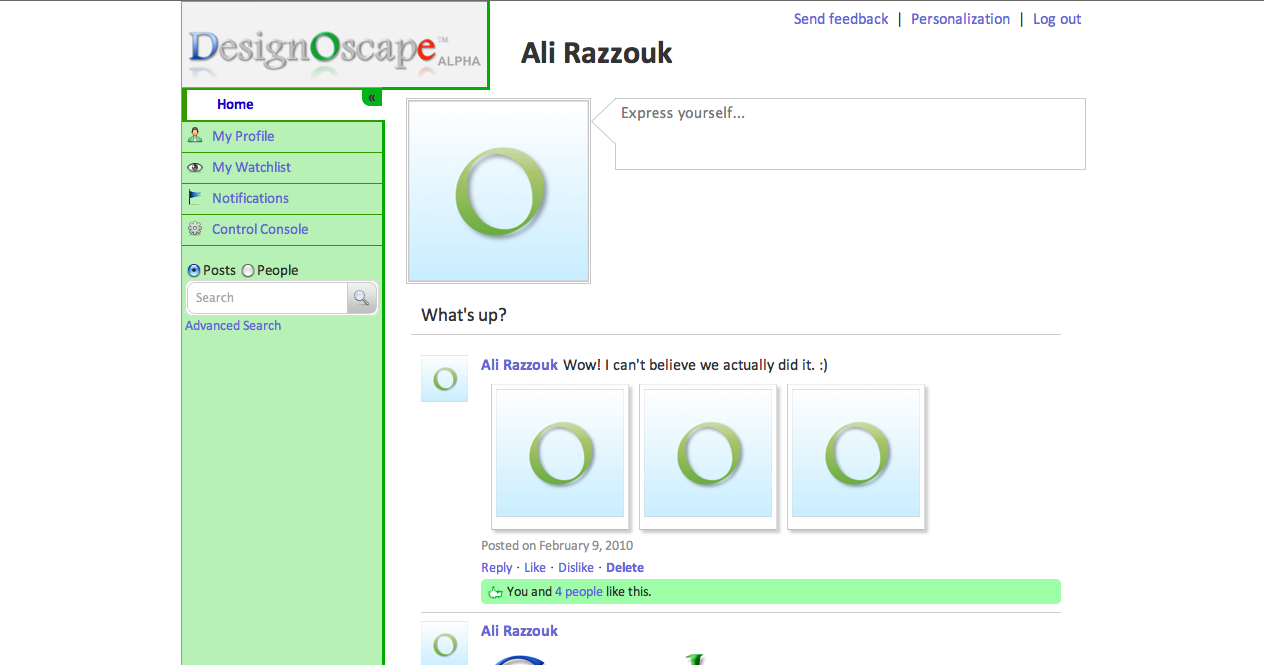 DesignOscape™ ALPHA
Send feedback | Personalization | Log out
Ali Razzouk
Home
«
My Profile
My Watchlist
Notifications
Control Console
Posts People
Search
Advanced Search
Express yourself...
What's up?
Ali Razzouk Wow! I can't believe we actually did it. :)
Posted on February 9, 2010
Reply · Like · Dislike · Delete
You and 4 people like this.
Ali Razzouk